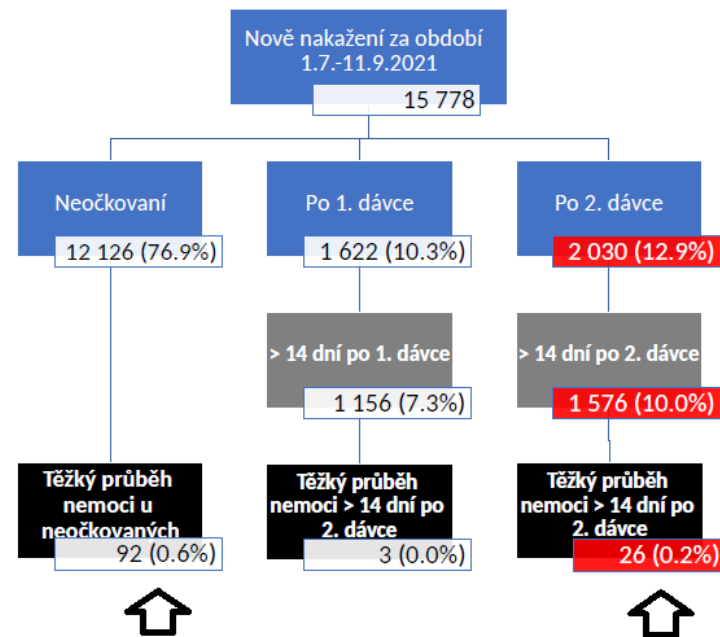 Nově nakažení za období
1.7.-11.9.2021
15 778
Neočkovaní
12 126 (76.9%)
Po 1. dávce
1 622 (10.3%)
Po 2. dávce
2 030 (12.9%)
> 14 dní po 1. dávce
1 156 (7.3%)
> 14 dní po 2. dávce
1 576 (10.0%)
Těžký průběh
nemoci u
neočkovaných
92 (0.6%)
Těžký průběh
nemoci > 14 dní po
2. dávce
3 (0.0%)
Těžký průběh
nemoci > 14 dní po
2. dávce
26 (0.2%)